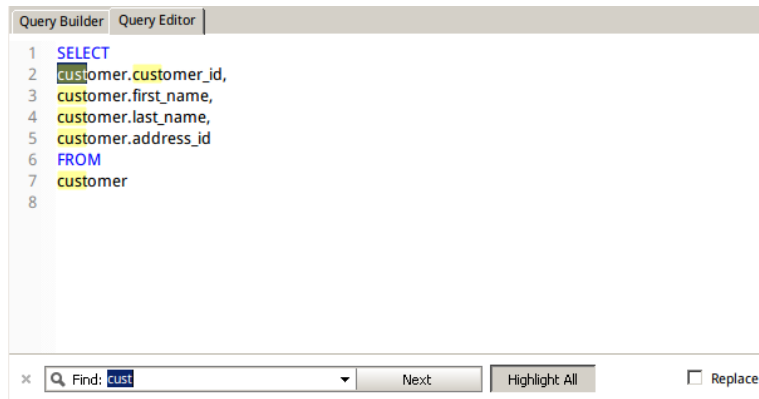 Query Builder Query Editor
1 SELECT
2 customer.customer_id,
3 customer.first_name,
4 customer.last_name,
5 customer.address_id
6 FROM
7 customer
8
× Find: cust Next Highlight All Replace